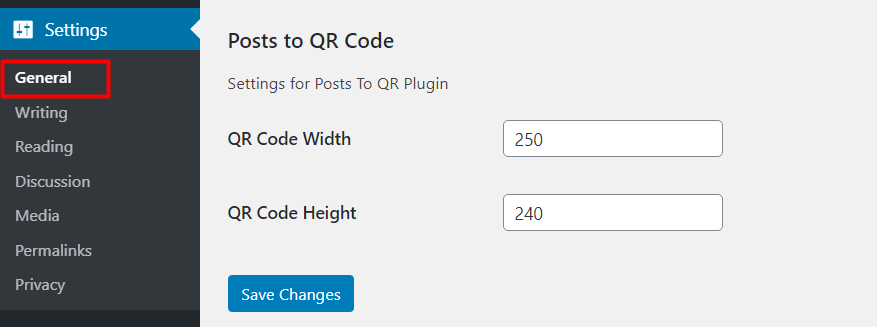 Settings
General
Writing
Reading
Discussion
Media
Permalinks
Privacy
Posts to QR Code
Settings for Posts To QR Plugin
QR Code Width 250
QR Code Height 240
Save Changes